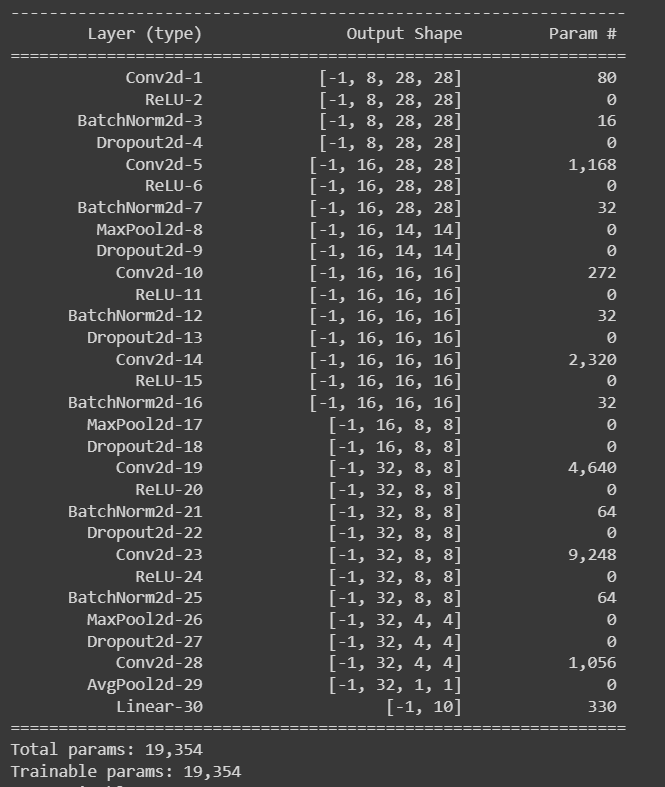 ----------------------------------------------------------------
Layer (type) Output Shape Param #
================================================================
Conv2d-1 [-1, 8, 28, 28] 80
ReLU-2 [-1, 8, 28, 28] 0
BatchNorm2d-3 [-1, 8, 28, 28] 16
Dropout2d-4 [-1, 8, 28, 28] 0
Conv2d-5 [-1, 16, 28, 28] 1,168
ReLU-6 [-1, 16, 28, 28] 0
BatchNorm2d-7 [-1, 16, 28, 28] 32
MaxPool2d-8 [-1, 16, 14, 14] 0
Dropout2d-9 [-1, 16, 14, 14] 0
Conv2d-10 [-1, 16, 16, 16] 272
ReLU-11 [-1, 16, 16, 16] 0
BatchNorm2d-12 [-1, 16, 16, 16] 32
Dropout2d-13 [-1, 16, 16, 16] 0
Conv2d-14 [-1, 16, 16, 16] 2,320
ReLU-15 [-1, 16, 16, 16] 0
BatchNorm2d-16 [-1, 16, 16, 16] 32
MaxPool2d-17 [-1, 16, 8, 8] 0
Dropout2d-18 [-1, 16, 8, 8] 0
Conv2d-19 [-1, 32, 8, 8] 4,640
ReLU-20 [-1, 32, 8, 8] 0
BatchNorm2d-21 [-1, 32, 8, 8] 64
Dropout2d-22 [-1, 32, 8, 8] 0
Conv2d-23 [-1, 32, 8, 8] 9,248
ReLU-24 [-1, 32, 8, 8] 0
BatchNorm2d-25 [-1, 32, 8, 8] 64
MaxPool2d-26 [-1, 32, 4, 4] 0
Dropout2d-27 [-1, 32, 4, 4] 0
Conv2d-28 [-1, 32, 4, 4] 1,056
AvgPool2d-29 [-1, 32, 1, 1] 0
Linear-30 [-1, 10] 330
================================================================
Total params: 19,354
Trainable params: 19,354